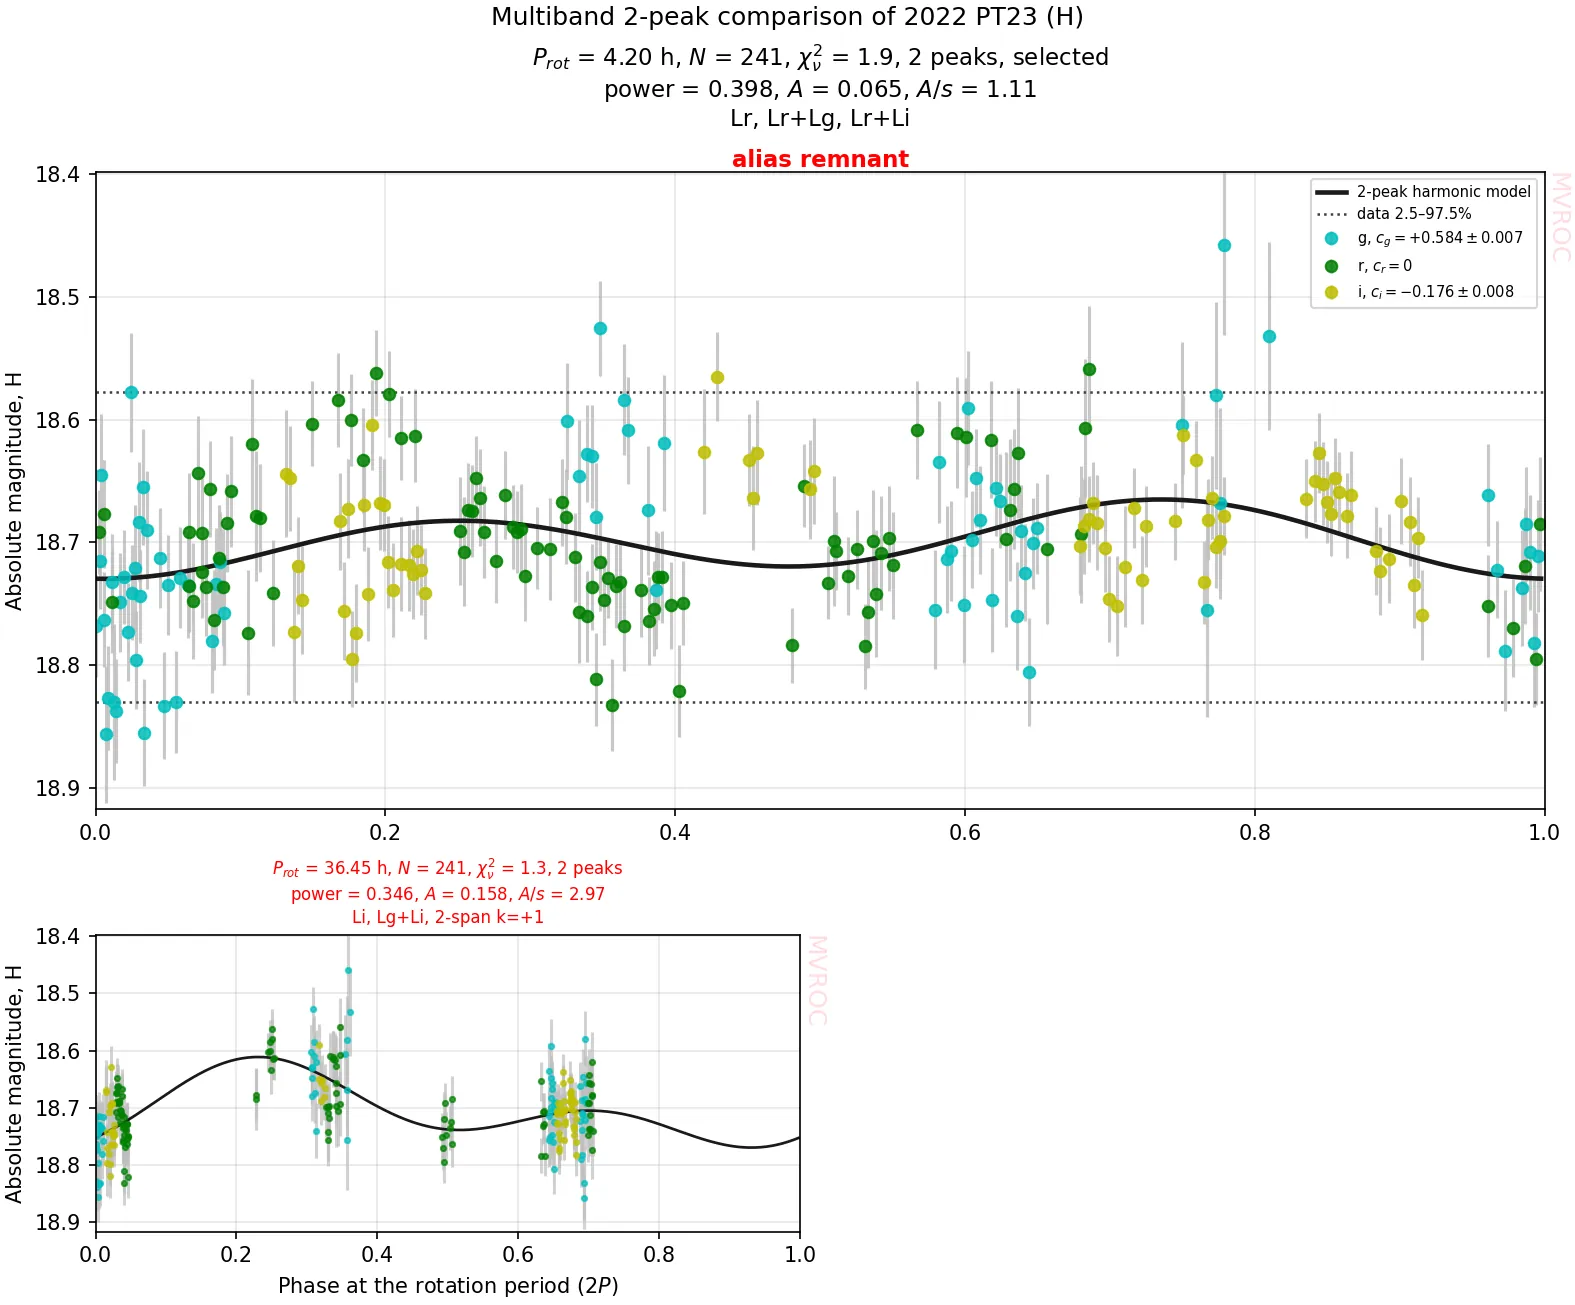 Multiband 2-peak comparison of 2022 PT23 (H)
P_rot = 4.20 h, N = 241, χ²_ν = 1.9, 2 peaks, selected
power = 0.398, A = 0.065, A/s = 1.11
Lr, Lr+Lg, Lr+Li
alias remnant
2-peak harmonic model
data 2.5–97.5%
g, c_g = +0.584 ± 0.007
r, c_r = 0
i, c_i = −0.176 ± 0.008
MVROC
Absolute magnitude, H
18.4
18.5
18.6
18.7
18.8
18.9
0.0 0.2 0.4 0.6 0.8 1.0
P_rot = 36.45 h, N = 241, χ²_ν = 1.3, 2 peaks
power = 0.346, A = 0.158, A/s = 2.97
Li, Lg+Li, 2-span k=+1
MVROC
Absolute magnitude, H
18.4
18.5
18.6
18.7
18.8
18.9
0.0 0.2 0.4 0.6 0.8 1.0
Phase at the rotation period (2P)